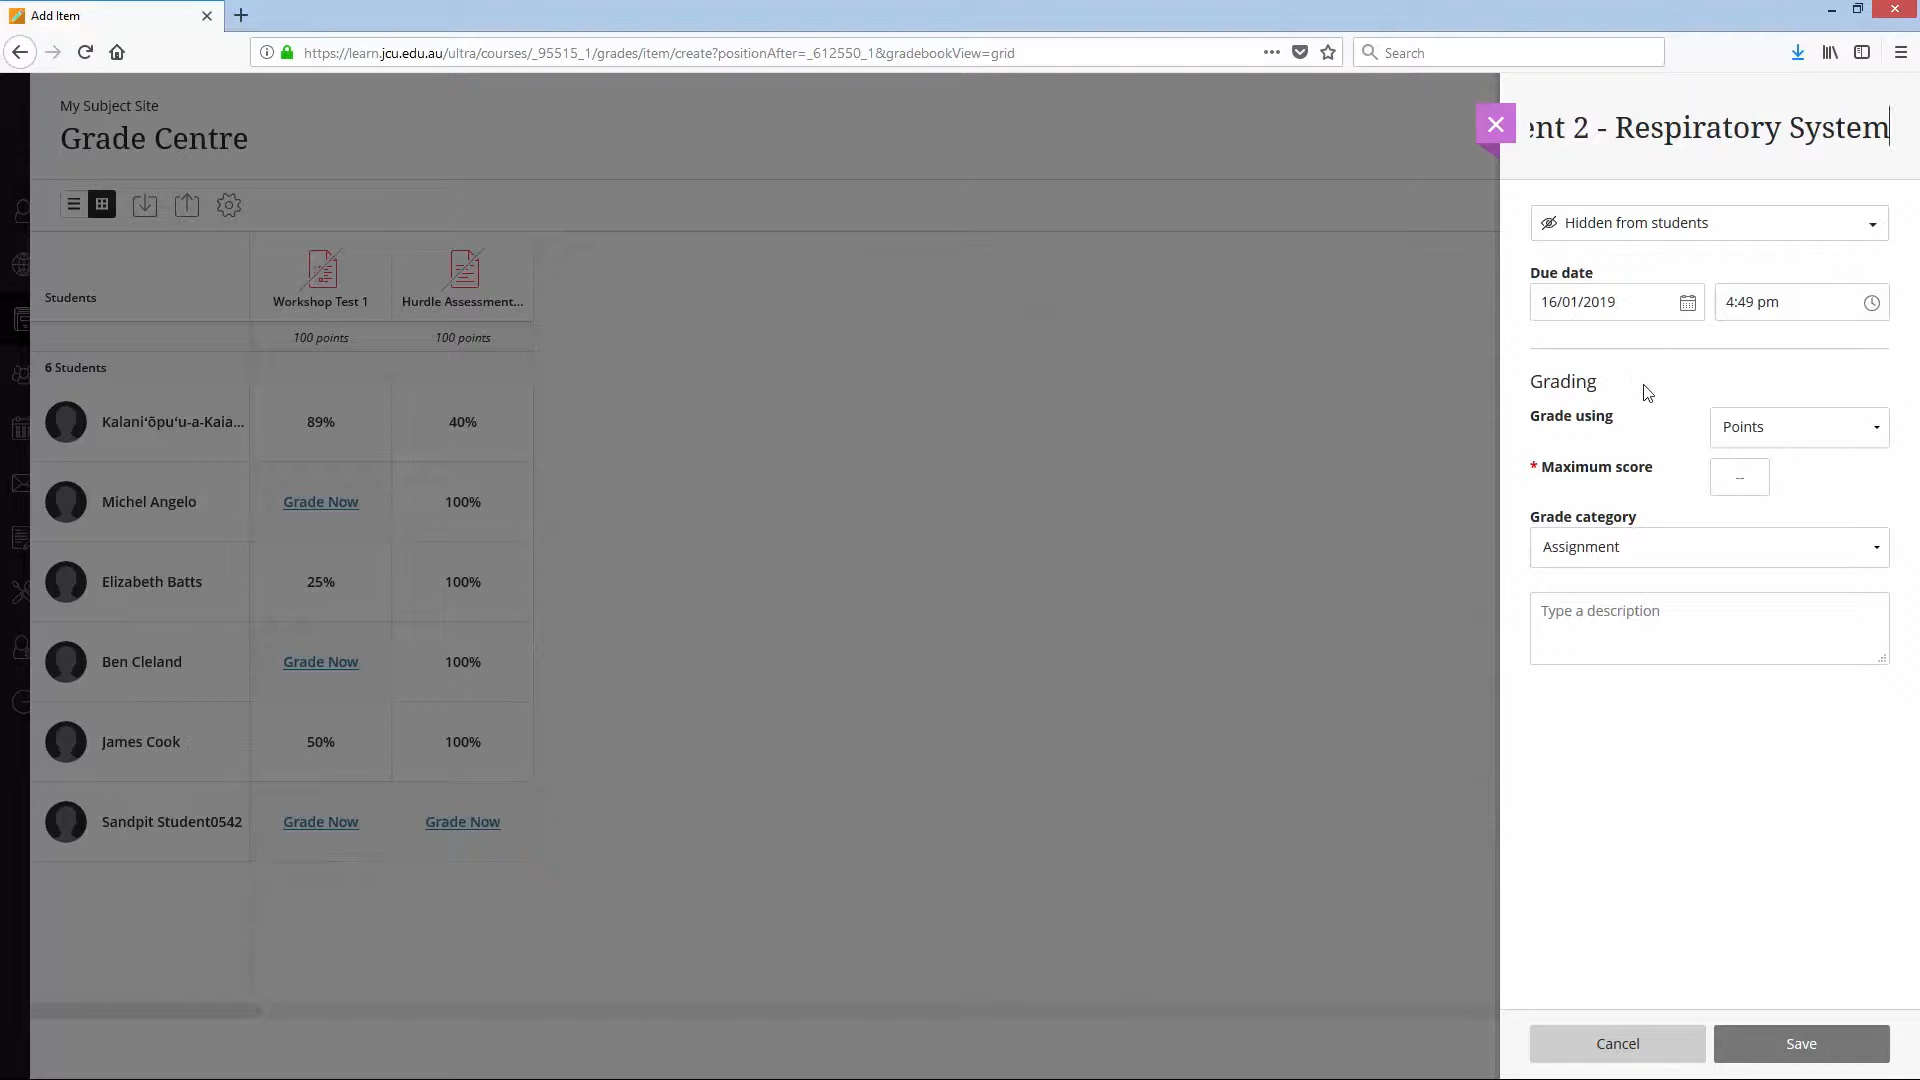 Add Item
https://learn.jcu.edu.au/ultra/courses/_95515_1/grades/item/create?positionAfter=_612550_1&gradebookView=grid
Search
My Subject Site
Grade Centre
ent 2 - Respiratory System
Hidden from students
Due date
16/01/2019
4:49 pm
Grading
Grade using
Points
* Maximum score
--
Grade category
Assignment
Type a description
Cancel
Save
Students
Workshop Test 1
Hurdle Assessment...
100 points
100 points
6 Students
Kalaniʻōpuʻu-a-Kaia...
89%
40%
Michel Angelo
Grade Now
100%
Elizabeth Batts
25%
100%
Ben Cleland
Grade Now
100%
James Cook
50%
100%
Sandpit Student0542
Grade Now
Grade Now